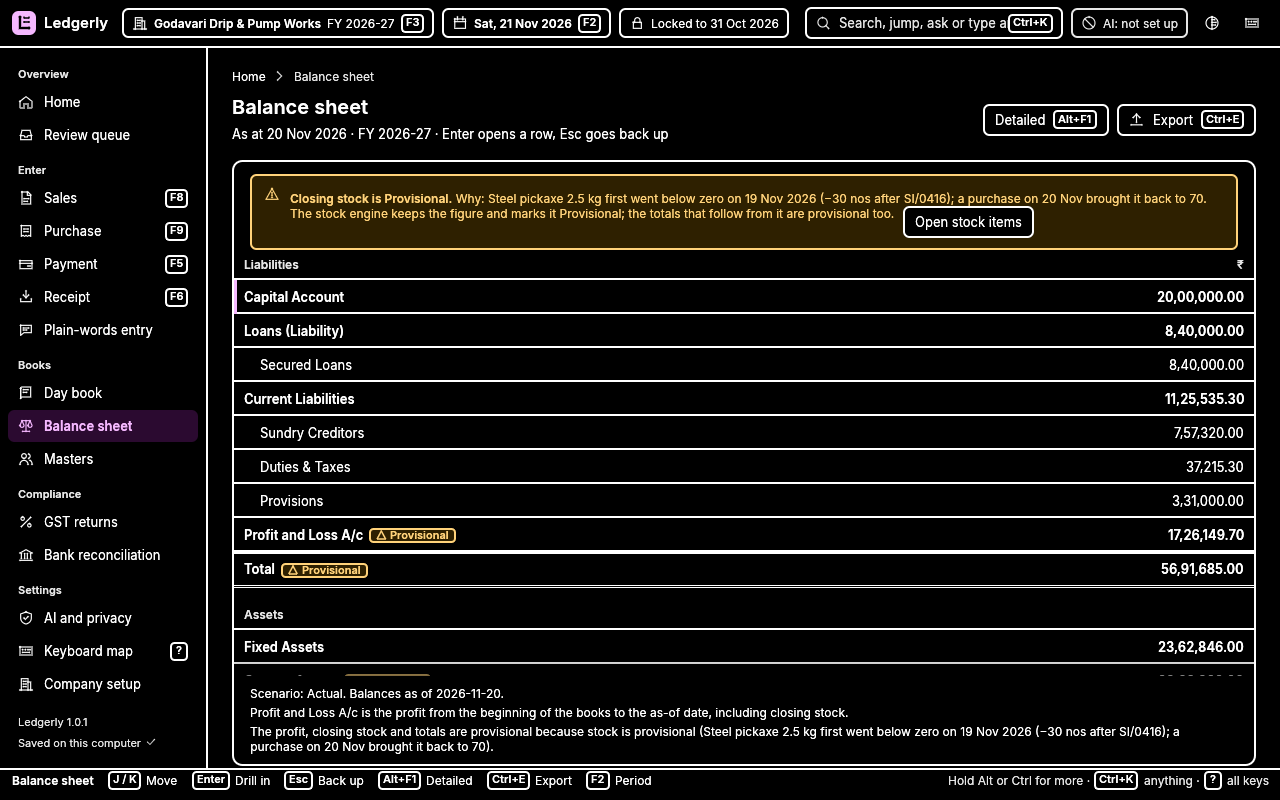 Ledgerly
Godavari Drip & Pump Works FY 2026-27 F3
Sat, 21 Nov 2026 F2
Locked to 31 Oct 2026
Search, jump, ask or type a Ctrl+K
AI: not set up
Overview
Home
Review queue
Enter
Sales F8
Purchase F9
Payment F5
Receipt F6
Plain-words entry
Books
Day book
Balance sheet
Masters
Compliance
GST returns
Bank reconciliation
Settings
AI and privacy
Keyboard map ?
Company setup
Ledgerly 1.0.1
Saved on this computer
Home Balance sheet
Balance sheet
As at 20 Nov 2026 · FY 2026-27 · Enter opens a row, Esc goes back up
Detailed Alt+F1
Export Ctrl+E
Closing stock is Provisional. Why: Steel pickaxe 2.5 kg first went below zero on 19 Nov 2026 (−30 nos after SI/0416); a purchase on 20 Nov brought it back to 70.
The stock engine keeps the figure and marks it Provisional; the totals that follow from it are provisional too. Open stock items
Liabilities ₹
Capital Account 20,00,000.00
Loans (Liability) 8,40,000.00
Secured Loans 8,40,000.00
Current Liabilities 11,25,535.30
Sundry Creditors 7,57,320.00
Duties & Taxes 37,215.30
Provisions 3,31,000.00
Profit and Loss A/c Provisional 17,26,149.70
Total Provisional 56,91,685.00
Assets
Fixed Assets 23,62,846.00
Scenario: Actual. Balances as of 2026-11-20.
Profit and Loss A/c is the profit from the beginning of the books to the as-of date, including closing stock.
The profit, closing stock and totals are provisional because stock is provisional (Steel pickaxe 2.5 kg first went below zero on 19 Nov 2026 (−30 nos after SI/0416); a
purchase on 20 Nov brought it back to 70).
Balance sheet J / K Move Enter Drill in Esc Back up Alt+F1 Detailed Ctrl+E Export F2 Period
Hold Alt or Ctrl for more · Ctrl+K anything · ? all keys